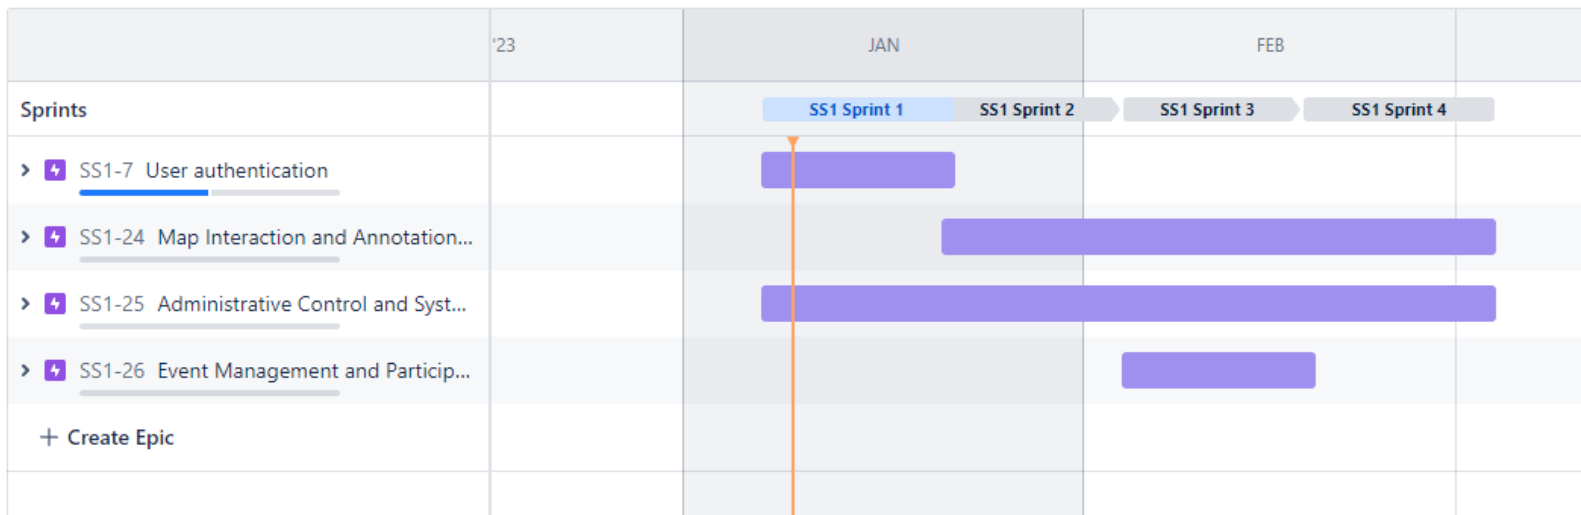 '23 JAN FEB
Sprints SS1 Sprint 1 SS1 Sprint 2 SS1 Sprint 3 SS1 Sprint 4
SS1-7 User authentication
SS1-24 Map Interaction and Annotation...
SS1-25 Administrative Control and Syst...
SS1-26 Event Management and Particip...
+ Create Epic